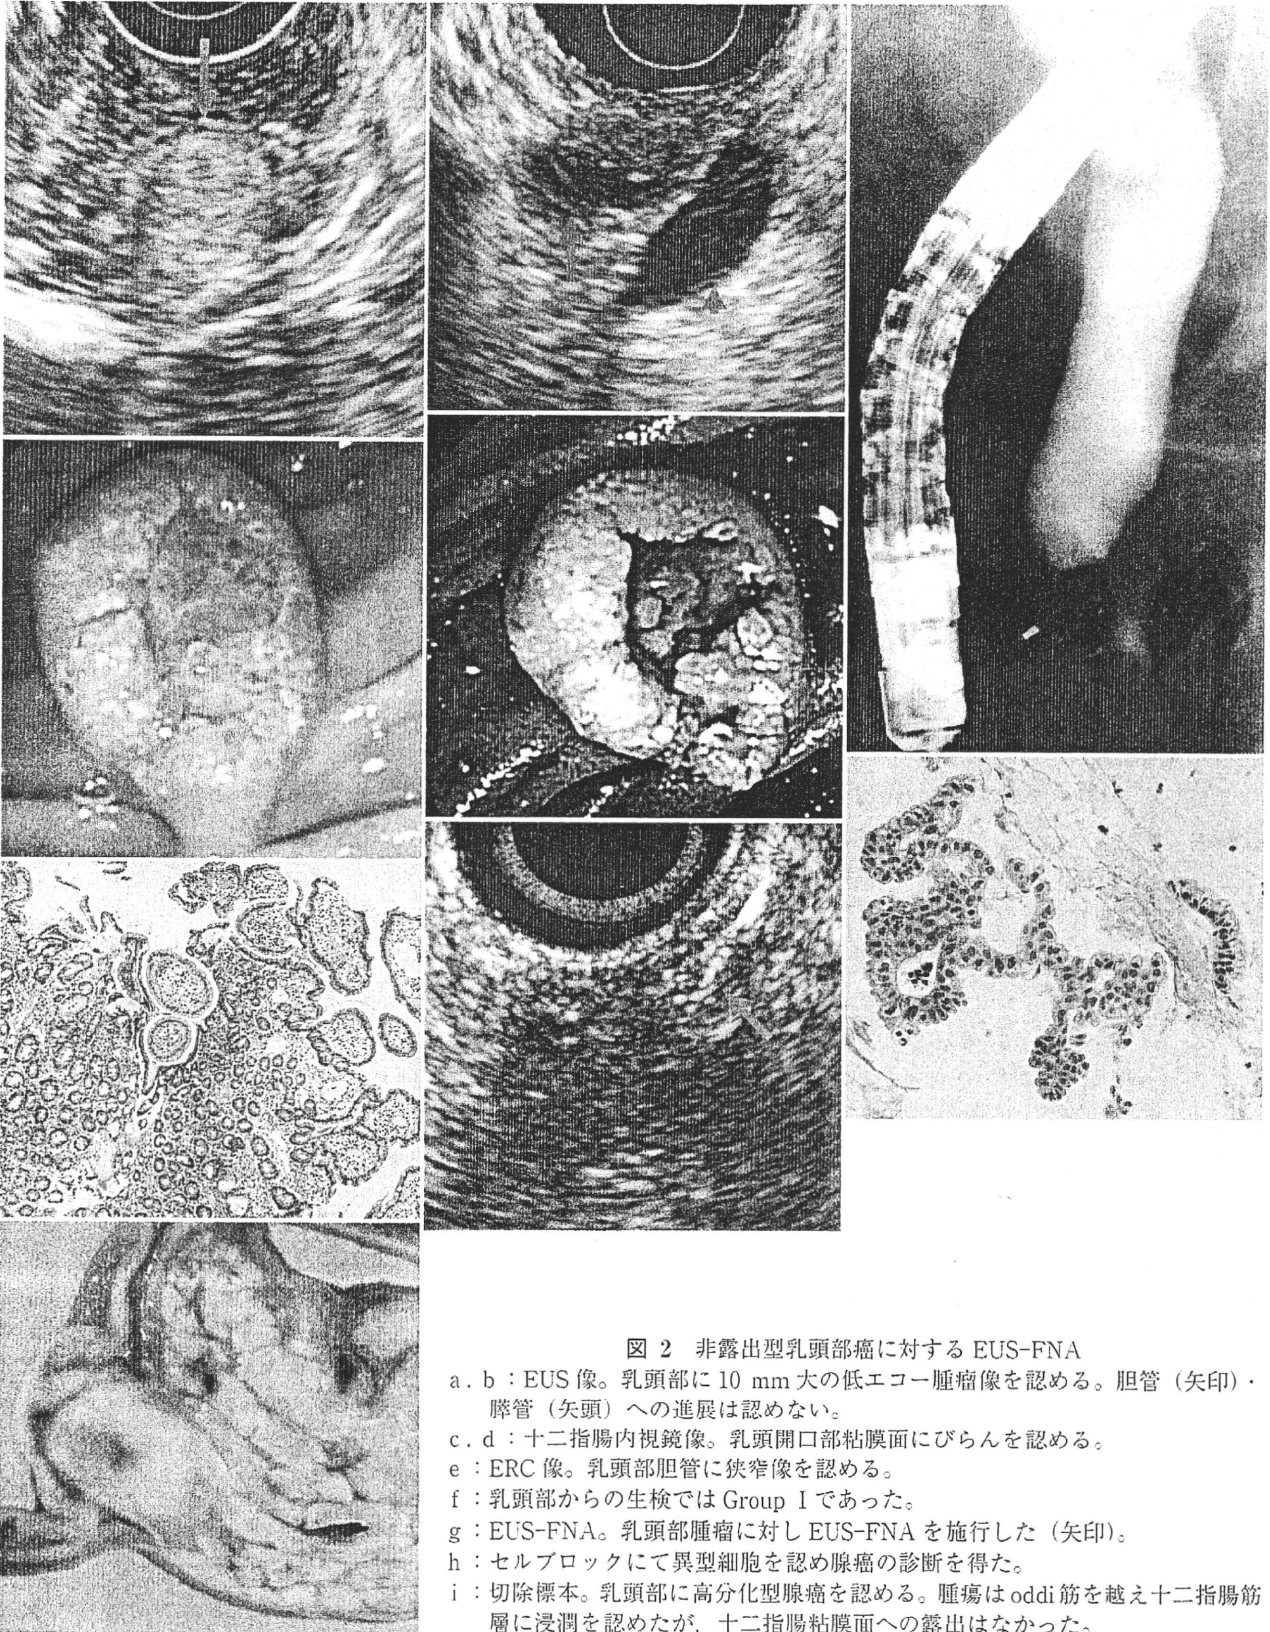 図 2　非露出型乳頭部癌に対する EUS-FNA
a, b：EUS 像。乳頭部に 10 mm 大の低エコー腫瘤像を認める。胆管（矢印）・
膵管（矢頭）への進展は認めない。
c, d：十二指腸内視鏡像。乳頭開口部粘膜面にびらんを認める。
e：ERC 像。乳頭部胆管に狭窄像を認める。
f：乳頭部からの生検では Group Ⅰであった。
g：EUS-FNA。乳頭部腫瘤に対し EUS-FNA を施行した（矢印）。
h：セルブロックにて異型細胞を認め腺癌の診断を得た。
i：切除標本。乳頭部に高分化型腺癌を認める。腫瘍は oddi 筋を越え十二指腸筋
層に浸潤を認めたが，十二指腸粘膜面への露出はなかった。